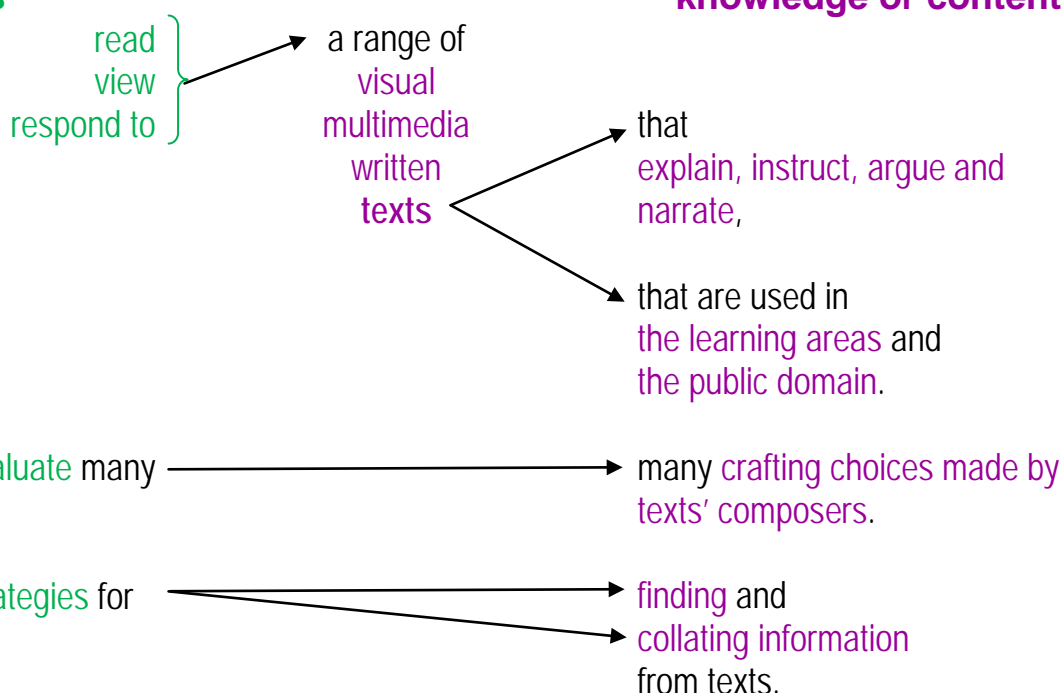 knowledge or content
read
view
respond to
a range of
visual
multimedia
written
texts
that
explain, instruct, argue and
narrate,
that are used in
the learning areas and
the public domain.
many
many crafting choices made by
texts’ composers.
for
finding and
collating information
from texts.